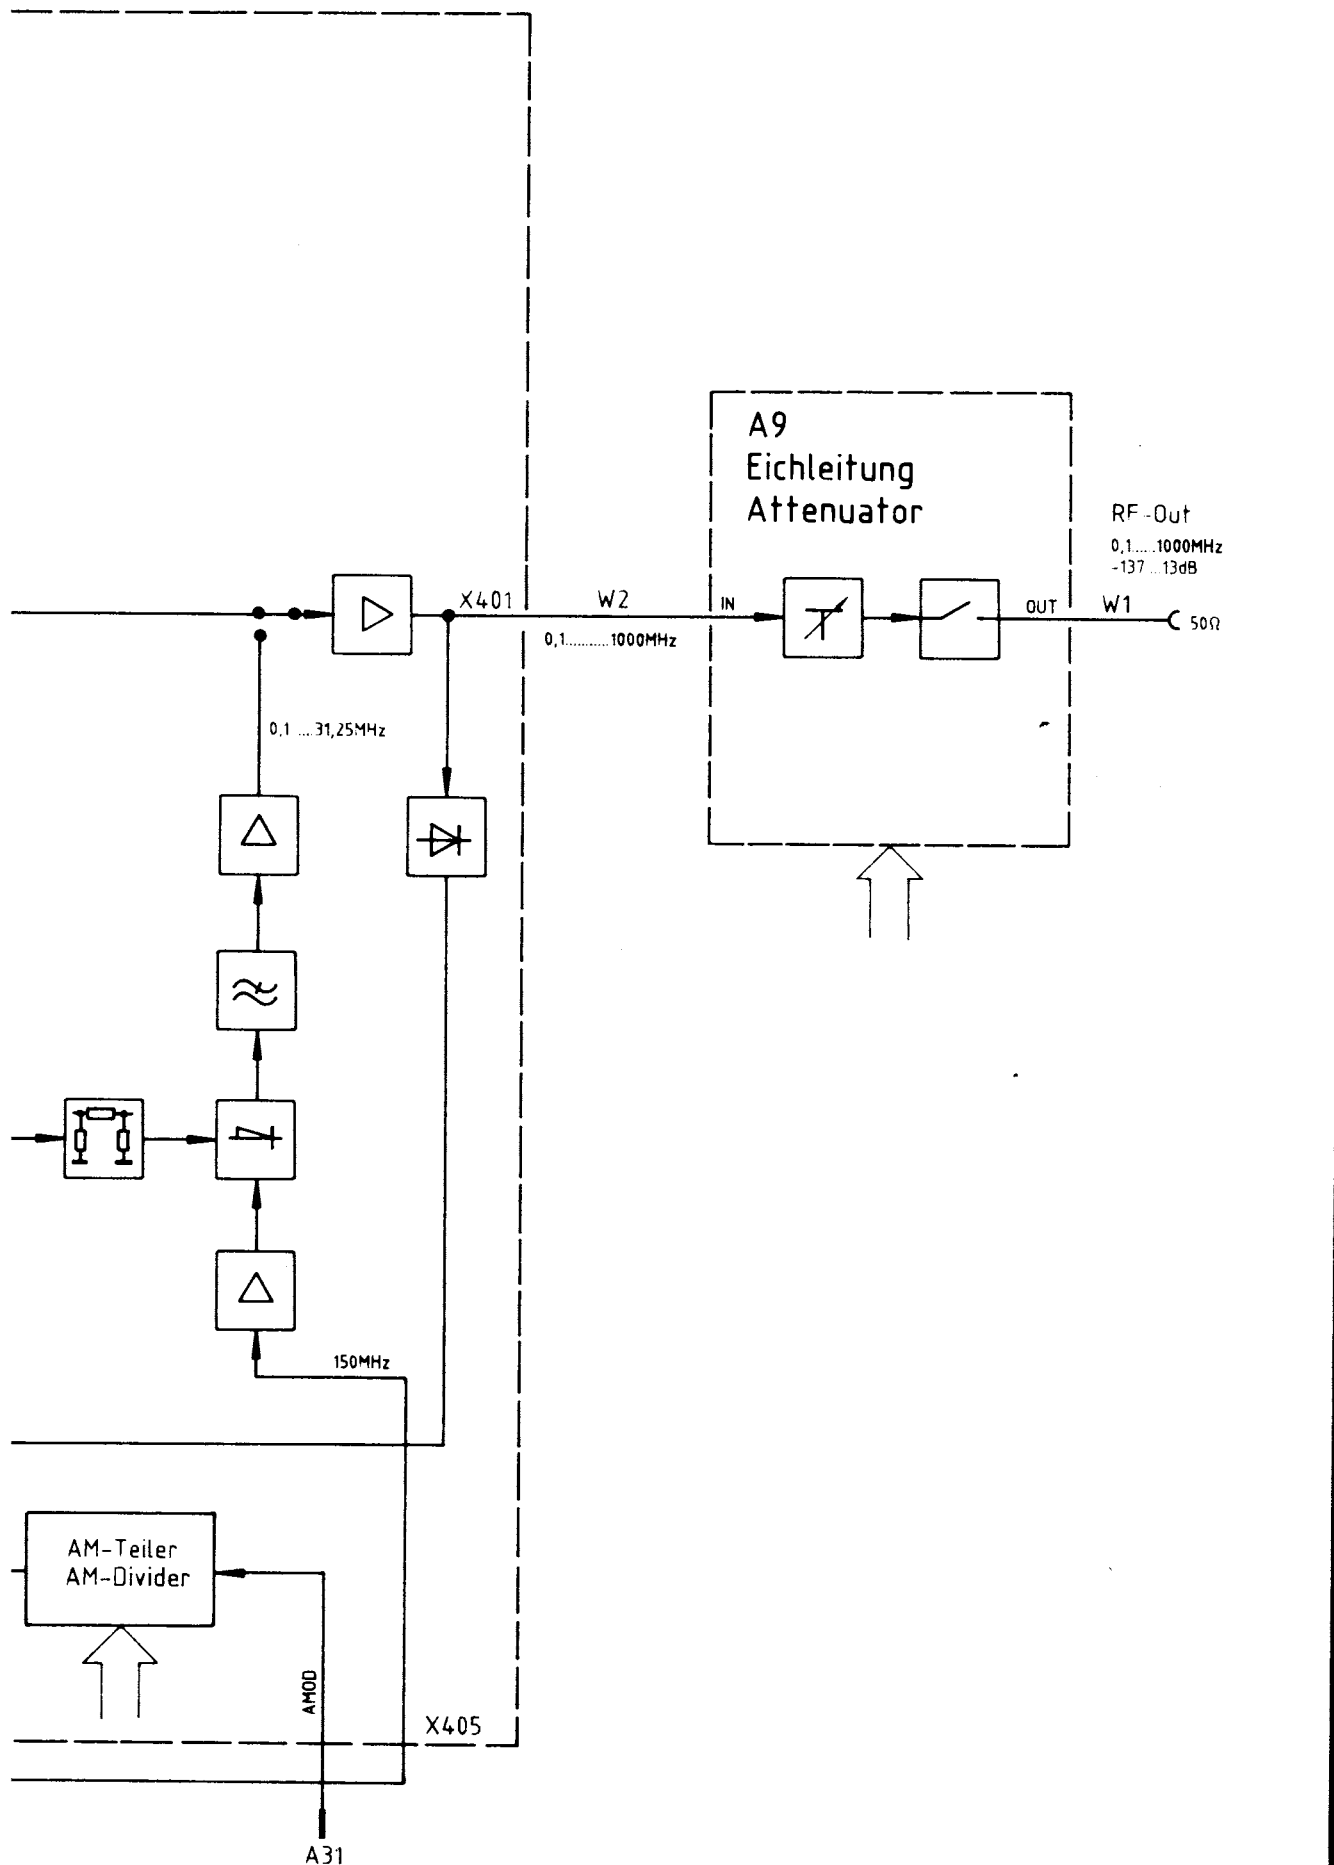 A9
Eichleitung
Attenuator
RF-Out
0,1.....1000MHz
-137...13dB
X401
W2
IN
OUT
W1
50Ω
0,1..........1000MHz
0,1....31,25MHz
150MHz
AM-Teiler
AM-Divider
AMOD
X405
A31